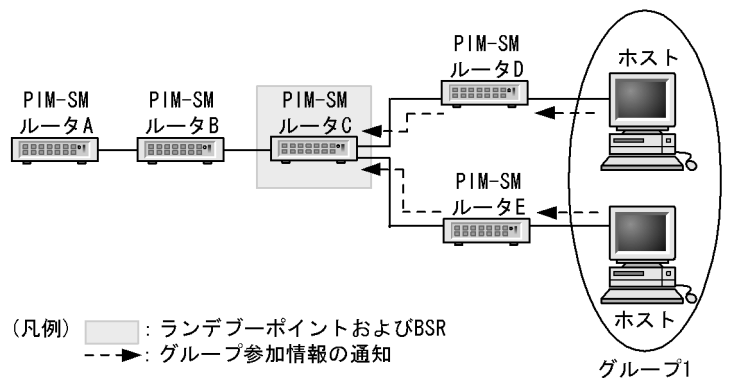 PIM-SM
ルータD
ホスト
PIM-SM
ルータA
PIM-SM
ルータB
PIM-SM
ルータC
PIM-SM
ルータE
ホスト
(凡例)
：ランデブーポイントおよびBSR
：グループ参加情報の通知
グループ1